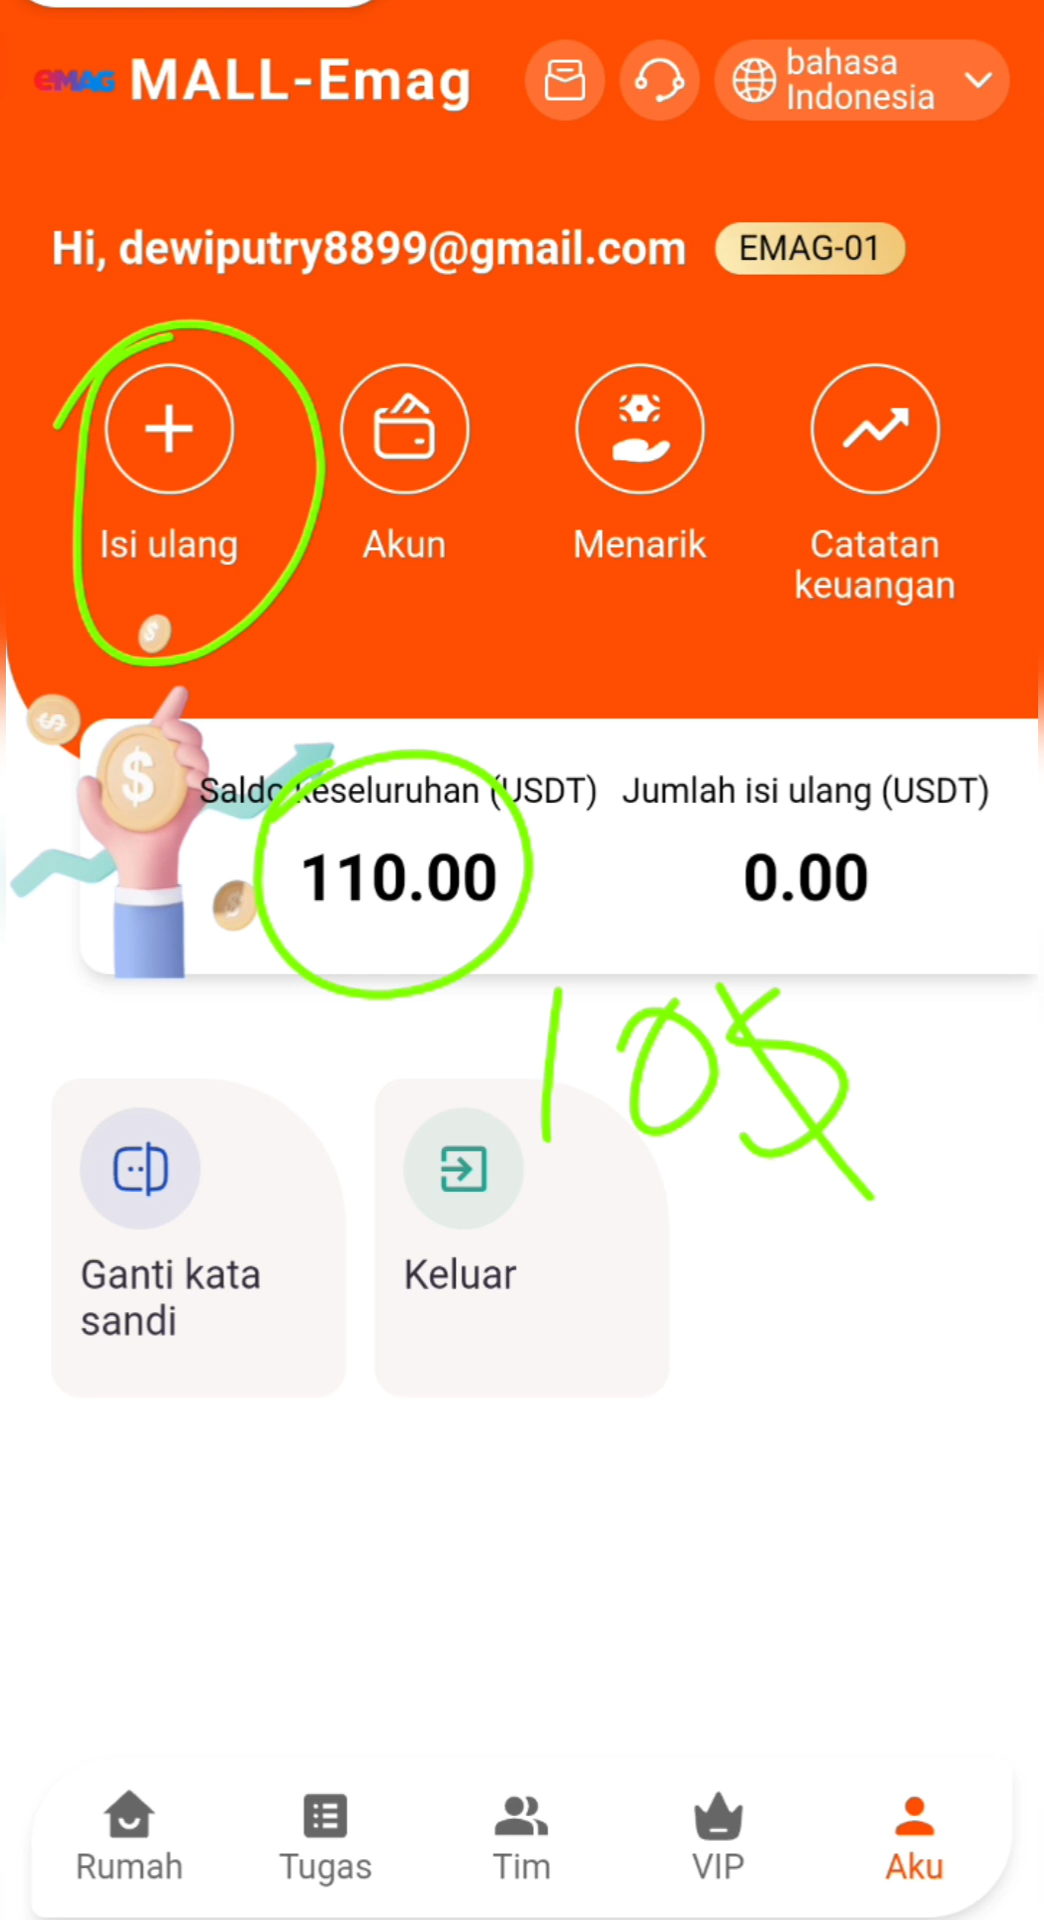 eMAG MALL-Emag
bahasa
Indonesia
Hi, dewiputry8899@gmail.com EMAG-01
Isi ulang Akun Menarik Catatan
keuangan
Saldo keseluruhan (USDT) Jumlah isi ulang (USDT)
110.00 0.00
10$
Ganti kata
sandi
Keluar
Rumah Tugas Tim VIP Aku